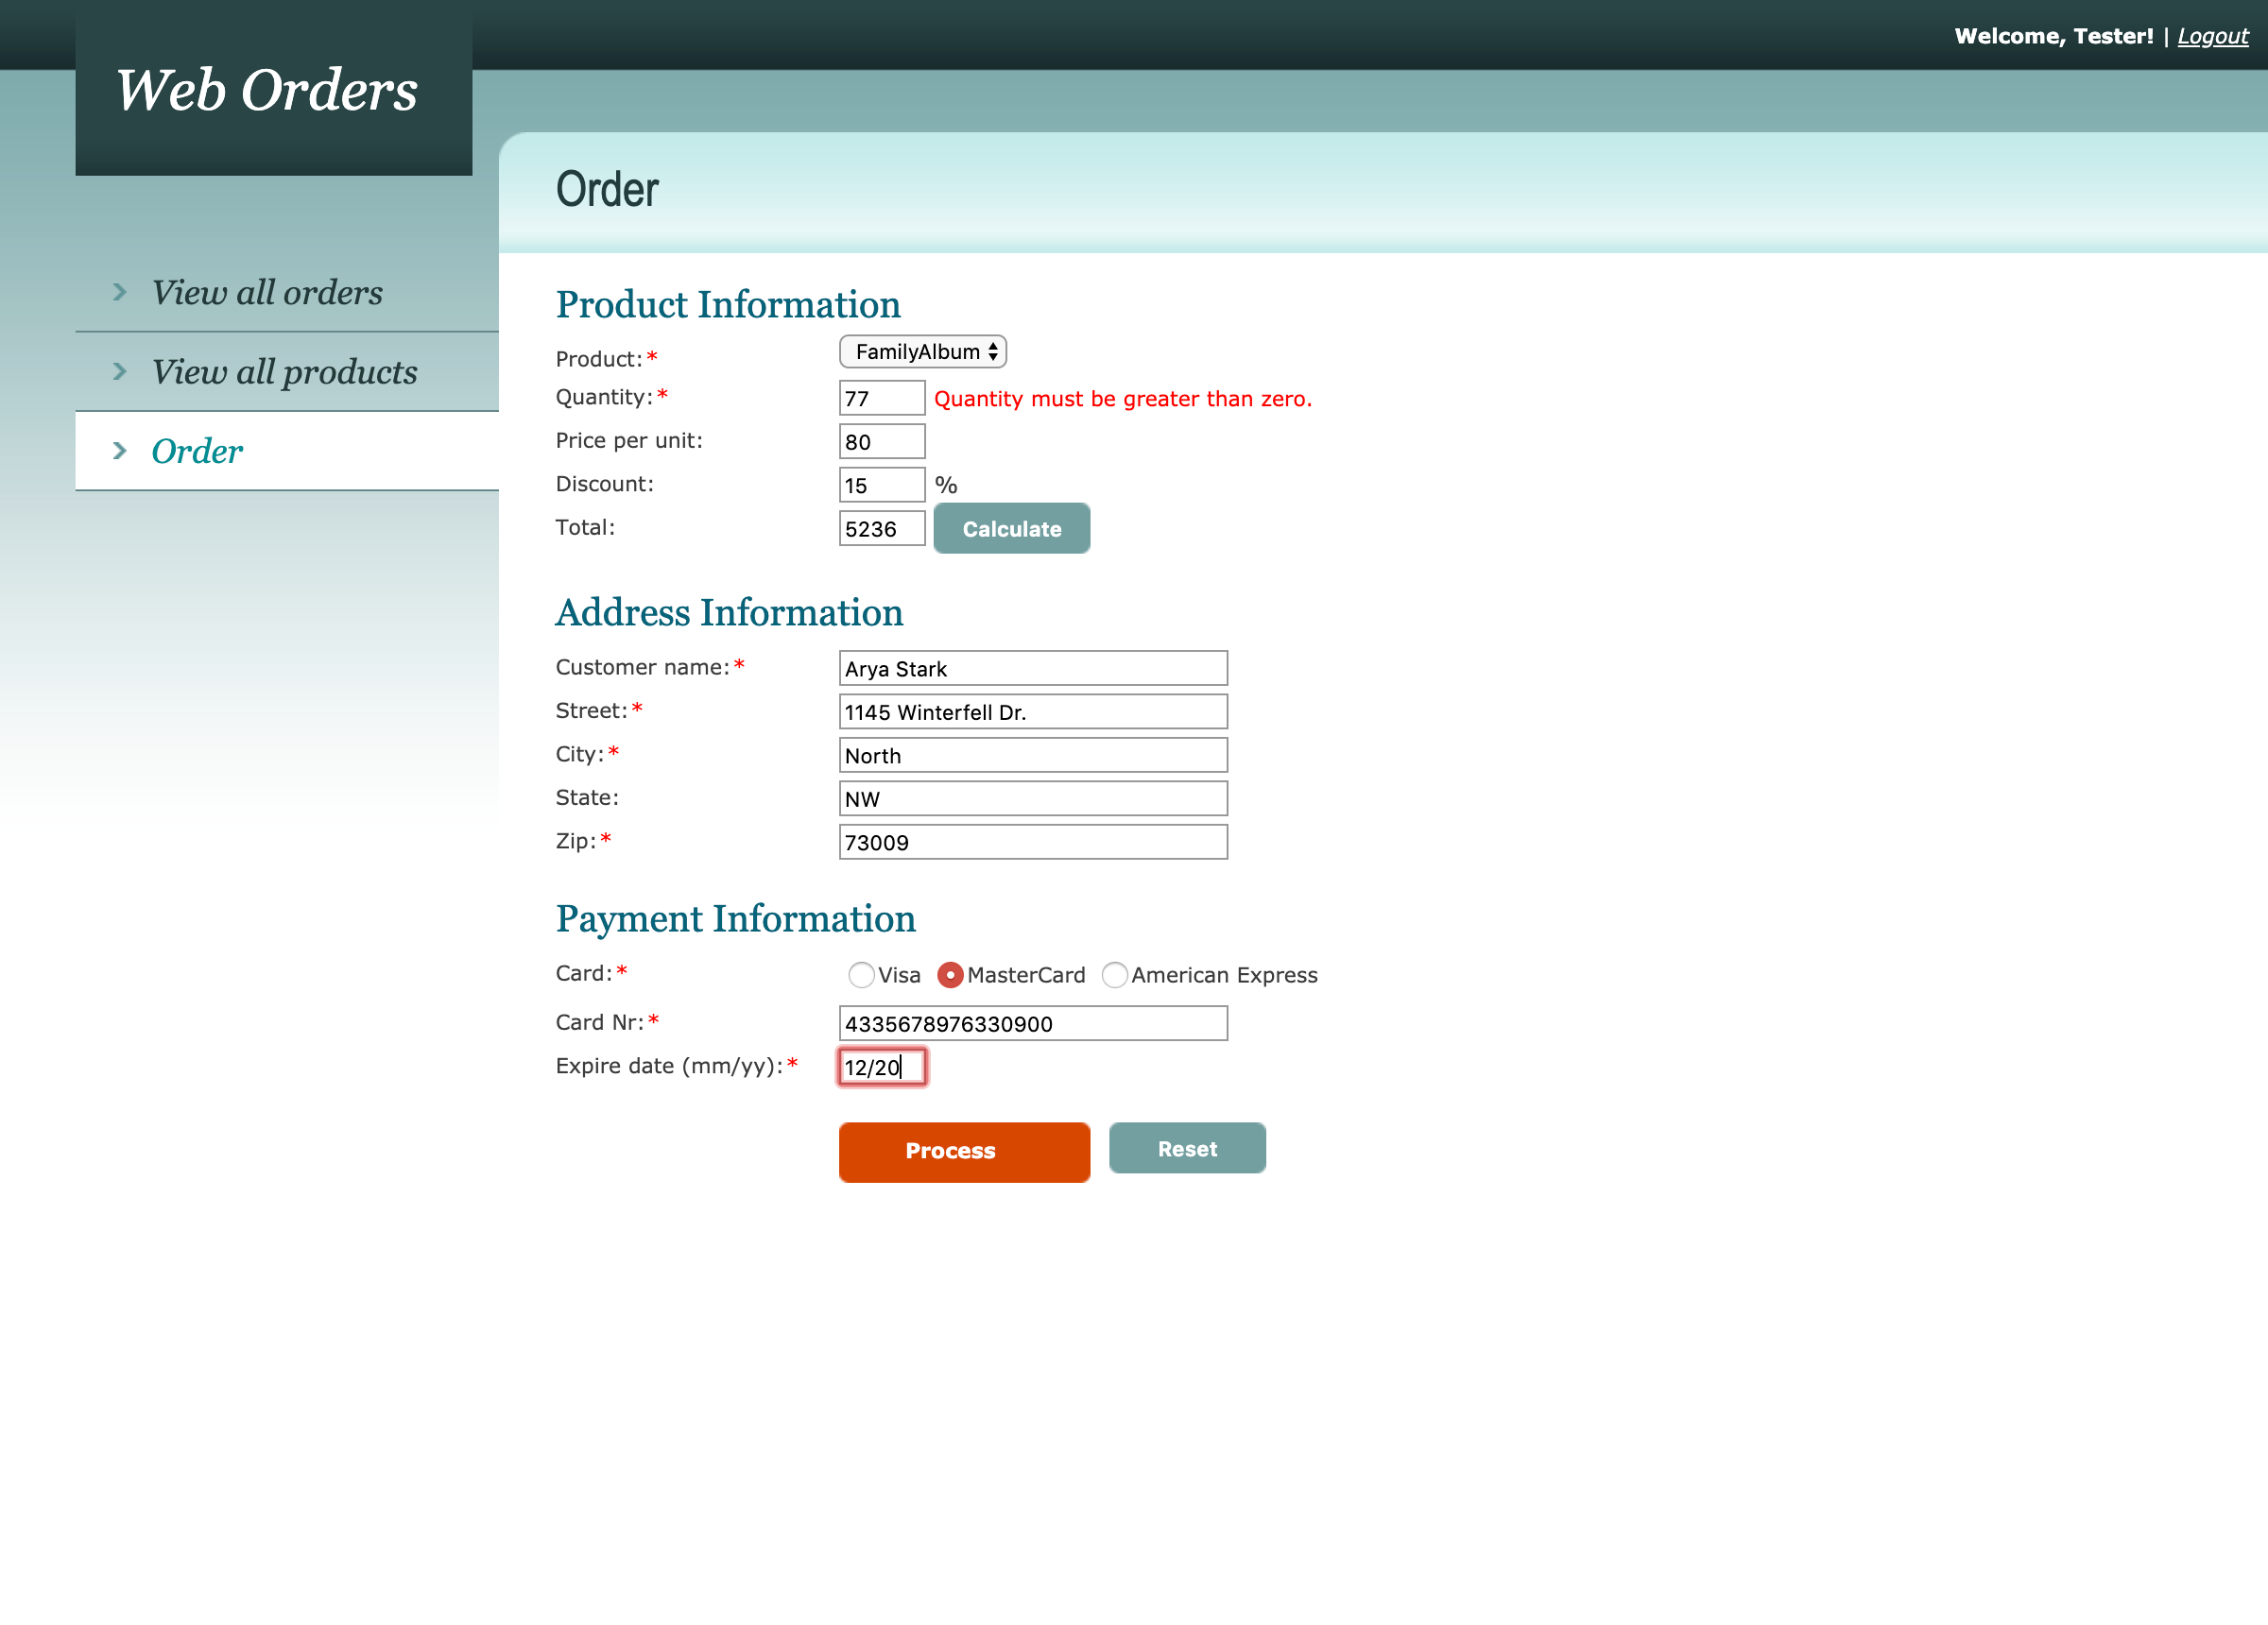 Welcome, Tester! | Logout
Web Orders
Order
View all orders
View all products
Order
Product Information
Product:* FamilyAlbum
Quantity:* 77 Quantity must be greater than zero.
Price per unit: 80
Discount: 15 %
Total: 5236 Calculate
Address Information
Customer name:* Arya Stark
Street:* 1145 Winterfell Dr.
City:* North
State: NW
Zip:* 73009
Payment Information
Card:* Visa MasterCard American Express
Card Nr:* 4335678976330900
Expire date (mm/yy):* 12/20
Process Reset